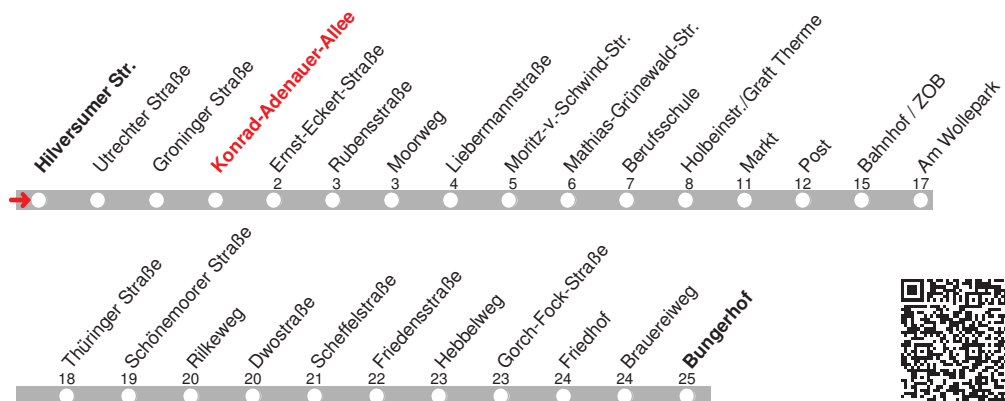 Hilversumer Str.
Utrechter Straße
Groninger Straße
Konrad-Adenauer-Allee
Ernst-Eckert-Straße
Rubensstraße
Moorweg
Liebermannstraße
Moritz-v.-Schwind-Str.
Mathias-Grünewald-Str.
Berufsschule
Holbeinstr./Graft Therme
Markt
Post
Bahnhof / ZOB
Am Wollepark
2 3 3 4 5 6 7 8 11 12 15 17
Thüringer Straße
Schönemoorer Straße
Rilkeweg
Dwostraße
Scheffelstraße
Friedensstraße
Hebbelweg
Gorch-Fock-Straße
Friedhof
Brauereiweg
Bungerhof
18 19 20 20 21 22 23 23 24 24 25